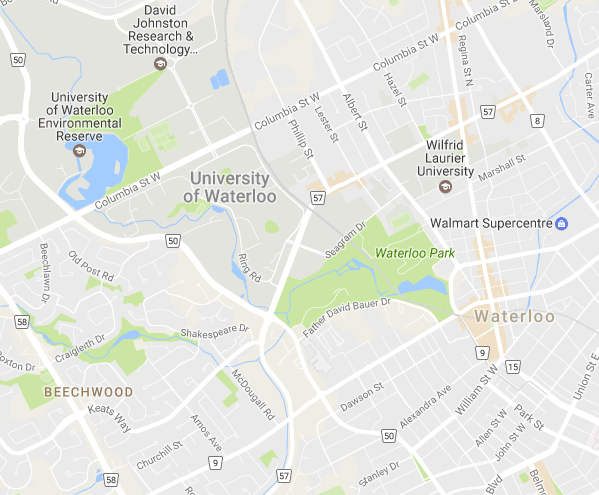 David
Johnston
Research &
Technology...
50
Columbia St W
Columbia St W
Regina St N
Marsland Dr
Carter Ave
University
of Waterloo
Environmental
Reserve
Columbia St W
Hazel St
Albert St
Lester St
Phillip St
57
8
Wilfrid
Laurier
University
Marshall St
University
of Waterloo
57
Columbia St W
Walmart Supercentre
50
Seagram Dr
Waterloo Park
Beechlawn Dr
Old Post Rd
Ring Rd
Father David Bauer Dr
Waterloo
58
Shakespeare Dr
Craigleith Dr
9
15
BEECHWOOD
McDougall Rd
Dawson St
Alexandra Ave
William St W
Union St E
Keats Way
Amos Ave
Allen St W
Park St
John St W
50
Churchill St
9
Stanley Dr
58
57
Blvd